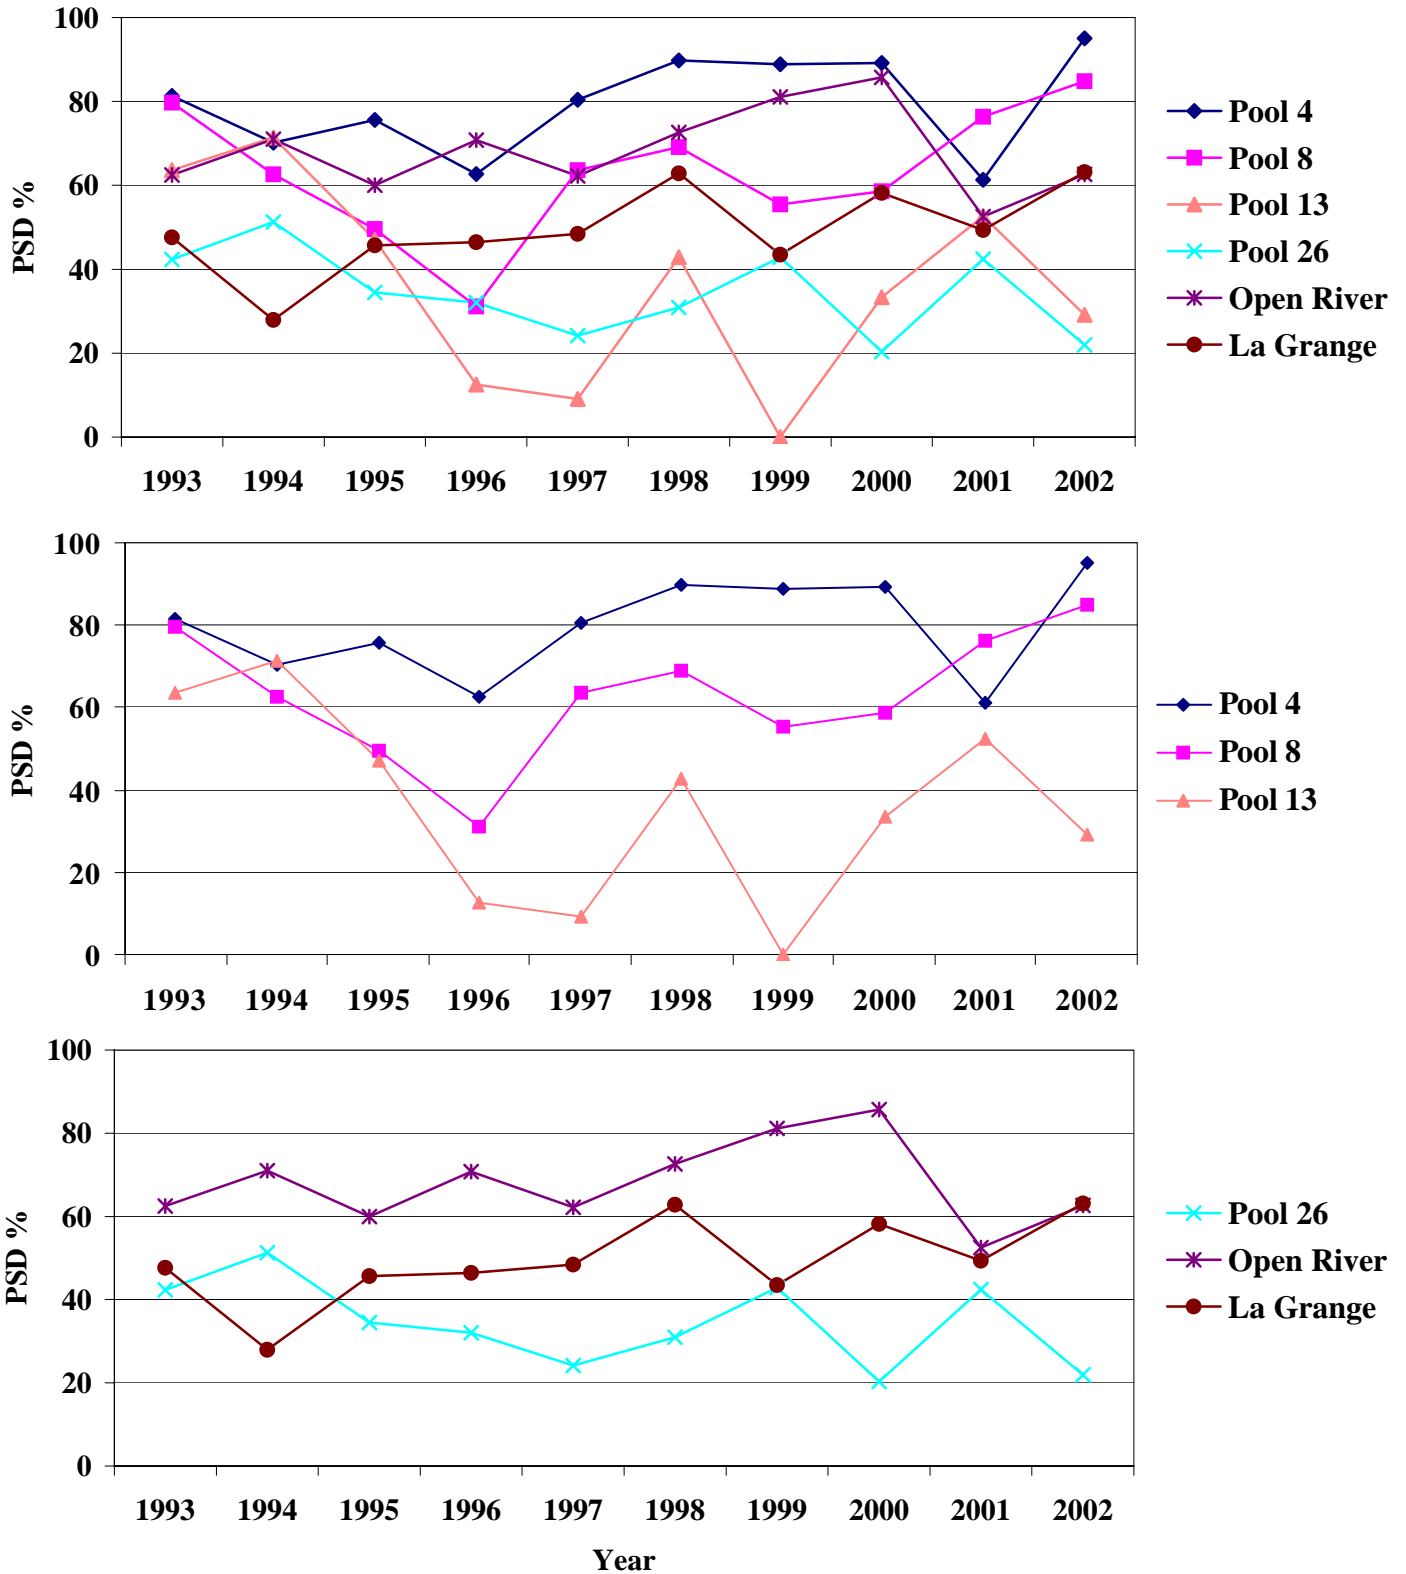 100
80
60
40
20
0
PSD %
1993 1994 1995 1996 1997 1998 1999 2000 2001 2002
Pool 4
Pool 8
Pool 13
Pool 26
Open River
La Grange
100
80
60
40
20
0
PSD %
1993 1994 1995 1996 1997 1998 1999 2000 2001 2002
Pool 4
Pool 8
Pool 13
100
80
60
40
20
0
PSD %
1993 1994 1995 1996 1997 1998 1999 2000 2001 2002
Year
Pool 26
Open River
La Grange